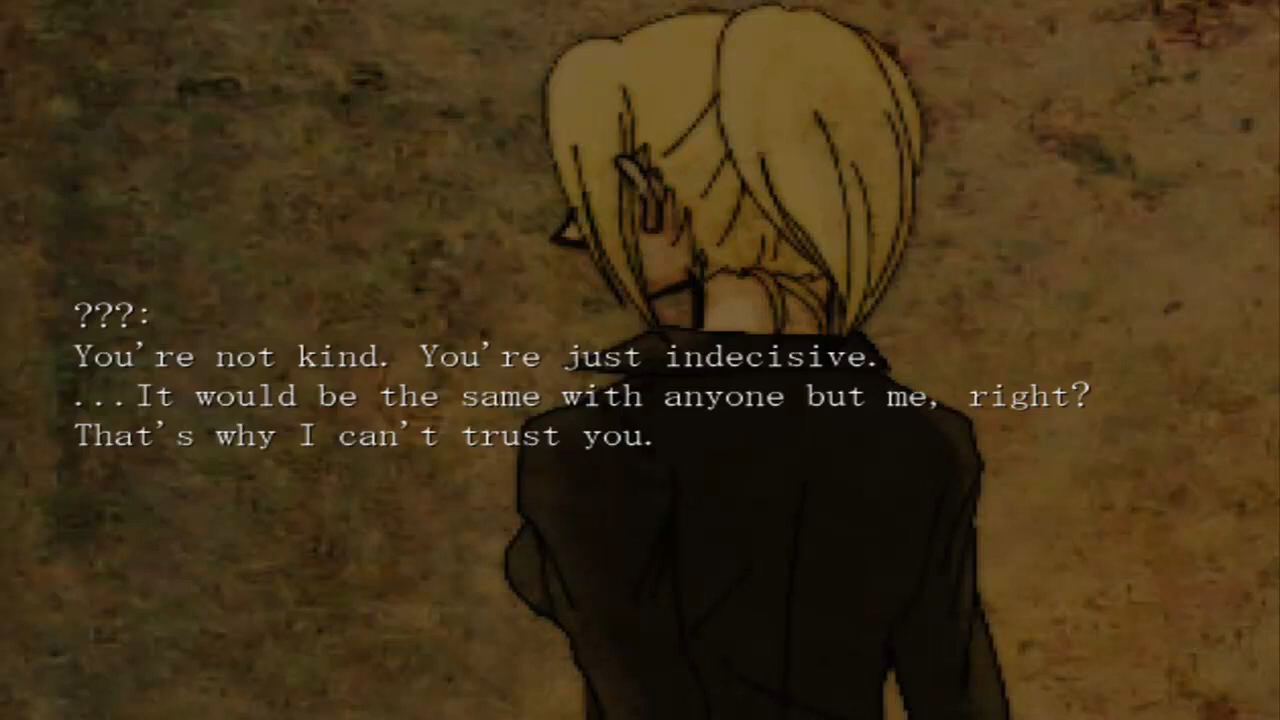 ???:
You're not kind. You're just indecisive.
...It would be the same with anyone but me, right?
That's why I can't trust you.